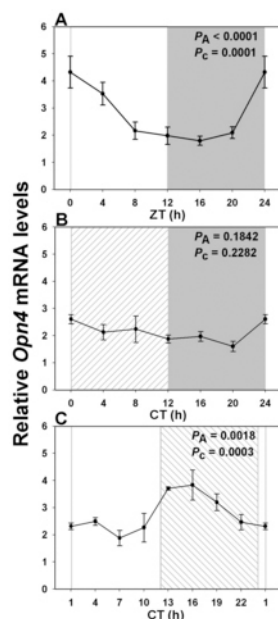 Relative Opn4 mRNA levels
A
P_A < 0.0001
P_c = 0.0001
6
5
4
3
2
1
0
0 4 8 12 16 20 24
ZT (h)
B
P_A = 0.1842
P_c = 0.2282
6
5
4
3
2
1
0
0 4 8 12 16 20 24
CT (h)
C
P_A = 0.0018
P_c = 0.0003
6
5
4
3
2
1
0
1 4 7 10 13 16 19 22 1
CT (h)